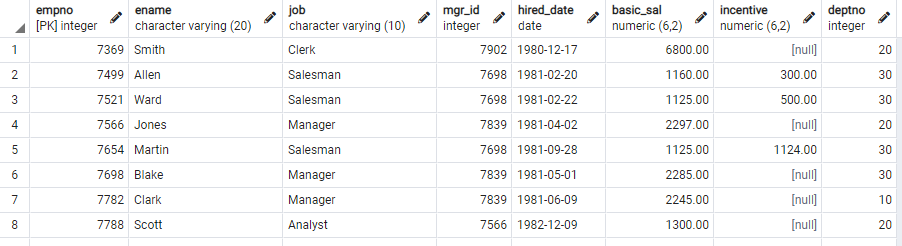 empno ename job mgr_id hired_date basic_sal incentive deptno
[PK] integer character varying (20) character varying (10) integer date numeric (6,2) numeric (6,2) integer
1 7369 Smith Clerk 7902 1980-12-17 6800.00 [null] 20
2 7499 Allen Salesman 7698 1981-02-20 1160.00 300.00 30
3 7521 Ward Salesman 7698 1981-02-22 1125.00 500.00 30
4 7566 Jones Manager 7839 1981-04-02 2297.00 [null] 20
5 7654 Martin Salesman 7698 1981-09-28 1125.00 1124.00 30
6 7698 Blake Manager 7839 1981-05-01 2285.00 [null] 30
7 7782 Clark Manager 7839 1981-06-09 2245.00 [null] 10
8 7788 Scott Analyst 7566 1982-12-09 1300.00 [null] 20